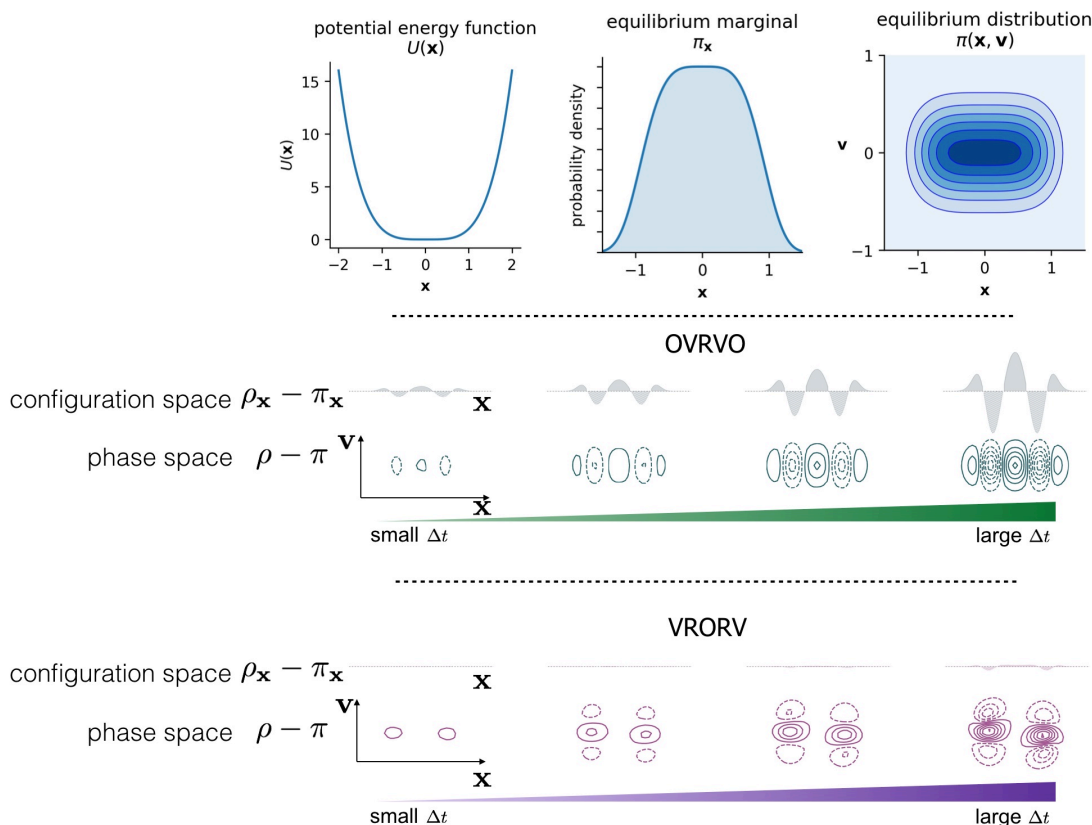 potential energy function
U(x)
15
10
5
0
U(x)
−2
−1
0
1
2
x
equilibrium marginal
πx
probability density
−1
0
1
x
equilibrium distribution
π(x, v)
1
0
−1
v
−1
0
1
x
OVRVO
configuration space ρx − πx
x
phase space ρ − π
v
x
small Δt
large Δt
VRORV
configuration space ρx − πx
x
phase space ρ − π
v
x
small Δt
large Δt